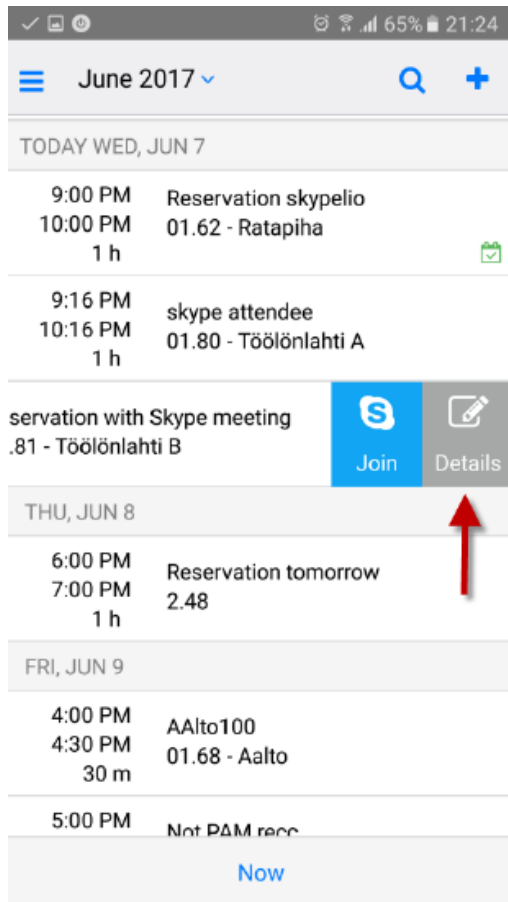 65% 21:24
June 2017
TODAY WED, JUN 7
9:00 PM
Reservation skypelio
10:00 PM
01.62 - Ratapiha
1 h
9:16 PM
skype attendee
10:16 PM
01.80 - Töölönlahti A
1 h
servation with Skype meeting
.81 - Töölönlahti B
Join
Details
THU, JUN 8
6:00 PM
Reservation tomorrow
7:00 PM
2.48
1 h
FRI, JUN 9
4:00 PM
AAlto100
4:30 PM
01.68 - Aalto
30 m
5:00 PM
Not PAM recc
Now